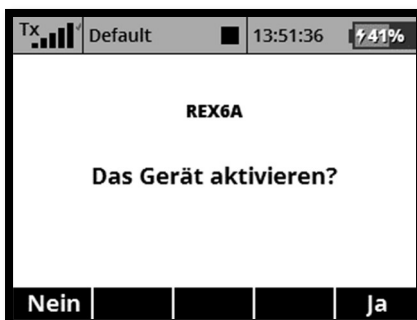 Tx Default 13:51:36 41%
REX6A
Das Gerät aktivieren?
Nein Ja